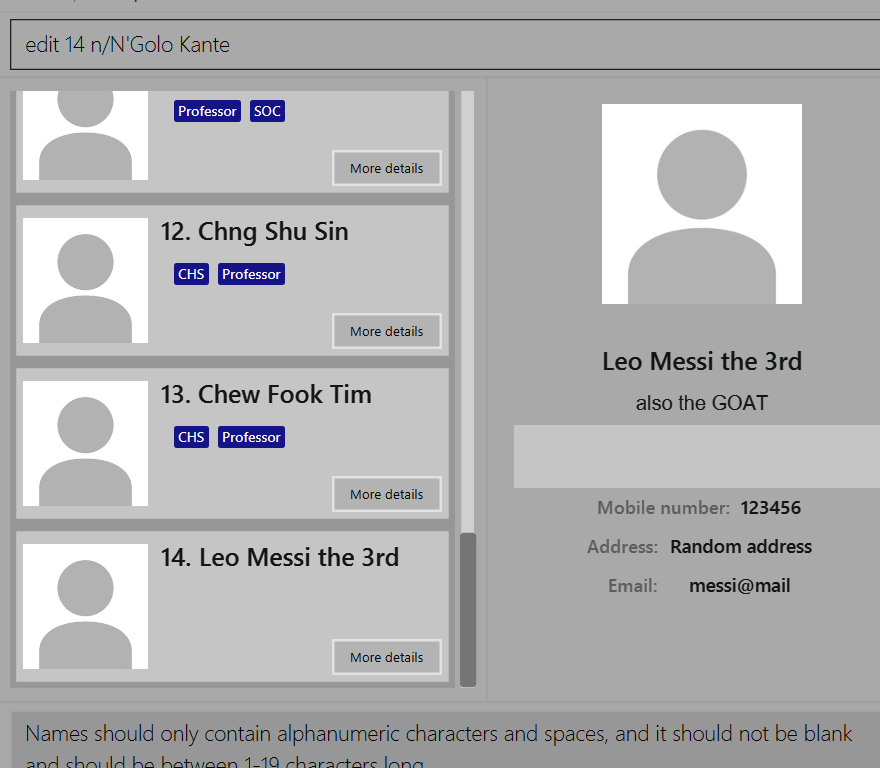 edit 14 n/N'Golo Kante
Professor SOC
More details
12. Chng Shu Sin
CHS Professor
More details
13. Chew Fook Tim
CHS Professor
More details
14. Leo Messi the 3rd
More details
Leo Messi the 3rd
also the GOAT
Mobile number: 123456
Address: Random address
Email: messi@mail
Names should only contain alphanumeric characters and spaces, and it should not be blank
and should be between 1-19 characters long